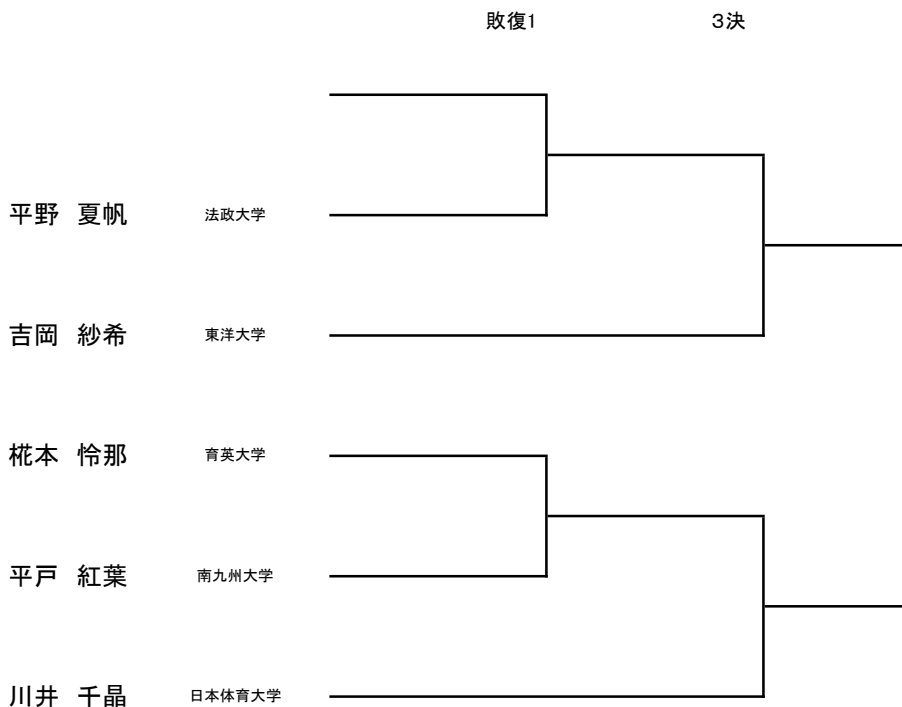 敗復1 3決
平野 夏帆 法政大学
吉岡 紗希 東洋大学
椛本 怜那 育英大学
平戸 紅葉 南九州大学
川井 千晶 日本体育大学